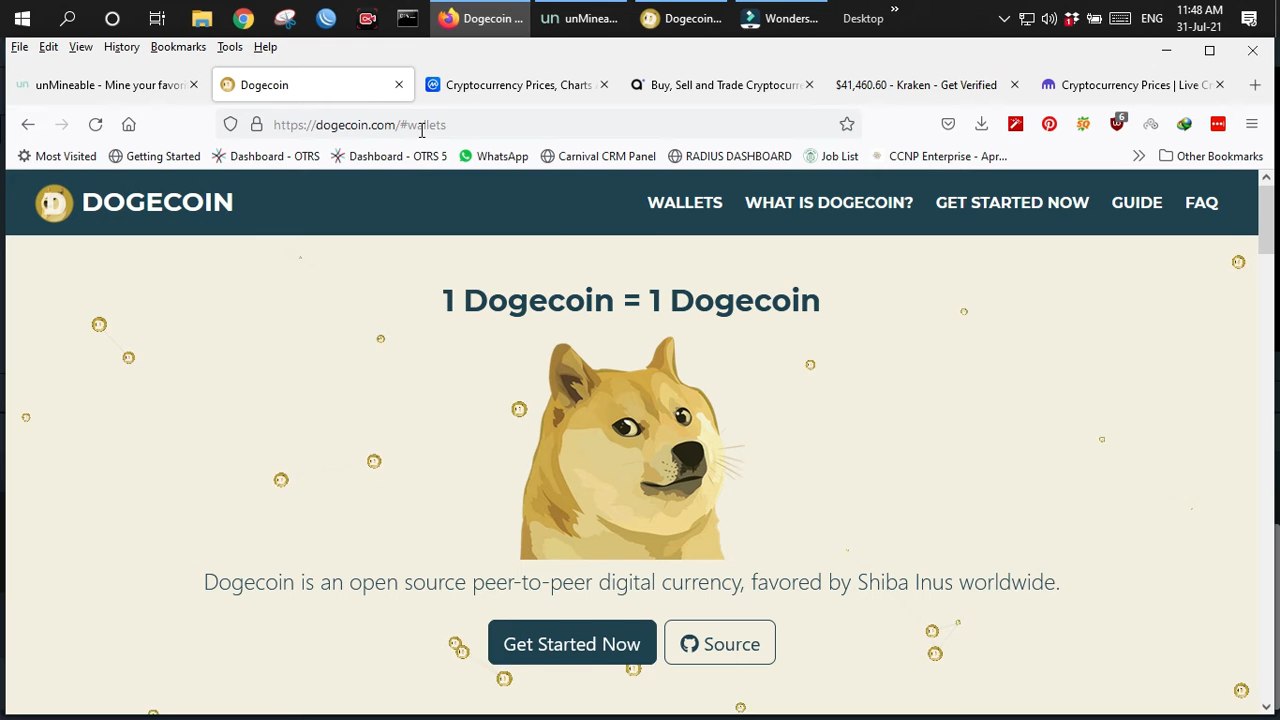 Dogecoin ...
unMinea...
Dogecoin...
Wonders...
Desktop
»
ENG
11:48 AM
31-Jul-21
File Edit View History Bookmarks Tools Help
unMineable - Mine your favori
Dogecoin
Cryptocurrency Prices, Charts
Buy, Sell and Trade Cryptocurre
$41,460.60 - Kraken - Get Verified
Cryptocurrency Prices | Live Cr
https://dogecoin.com/#wallets
6
Most Visited
Getting Started
Dashboard - OTRS
Dashboard - OTRS 5
WhatsApp
Carnival CRM Panel
RADIUS DASHBOARD
Job List
CCNP Enterprise - Apr...
»
Other Bookmarks
DOGECOIN
WALLETS
WHAT IS DOGECOIN?
GET STARTED NOW
GUIDE
FAQ
1 Dogecoin = 1 Dogecoin
Dogecoin is an open source peer-to-peer digital currency, favored by Shiba Inus worldwide.
Get Started Now
Source